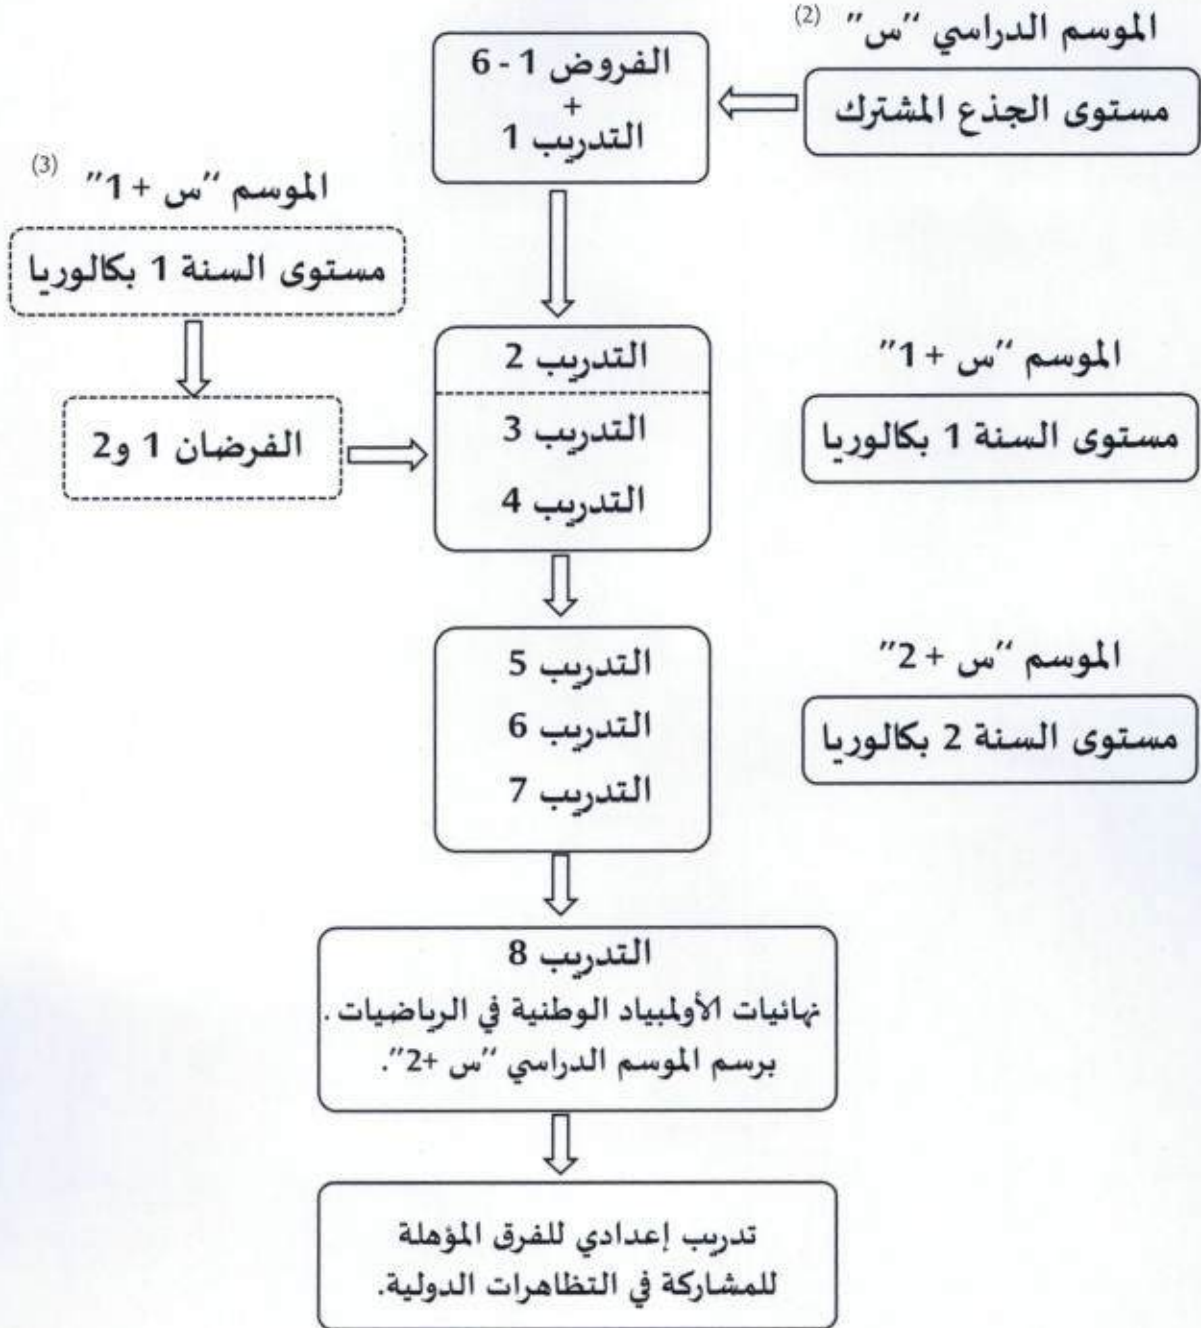 الموسم الدراسي "س" (2)
مستوى الجذع المشترك
الفروض 1 - 6
+
التدريب 1
الموسم "س + 1" (3)
مستوى السنة 1 بكالوريا
الفرضان 1 و2
التدريب 2
التدريب 3
التدريب 4
الموسم "س + 1"
مستوى السنة 1 بكالوريا
التدريب 5
التدريب 6
التدريب 7
الموسم "س + 2"
مستوى السنة 2 بكالوريا
التدريب 8
نهائيات الأولمبياد الوطنية في الرياضيات .
برسم الموسم الدراسي "س +2".
تدريب إعدادي للفرق المؤهلة
للمشاركة في التظاهرات الدولية.